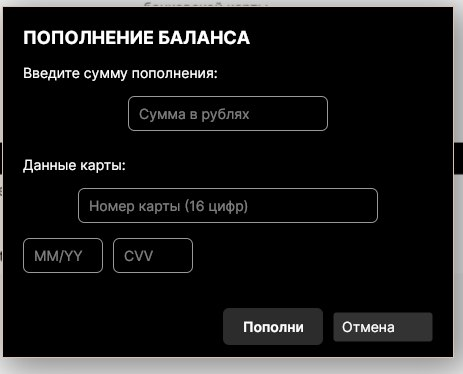 ПОПОЛНЕНИЕ БАЛАНСА
Введите сумму пополнения:
Сумма в рублях
Данные карты:
Номер карты (16 цифр)
MM/YY CVV
Пополни Отмена